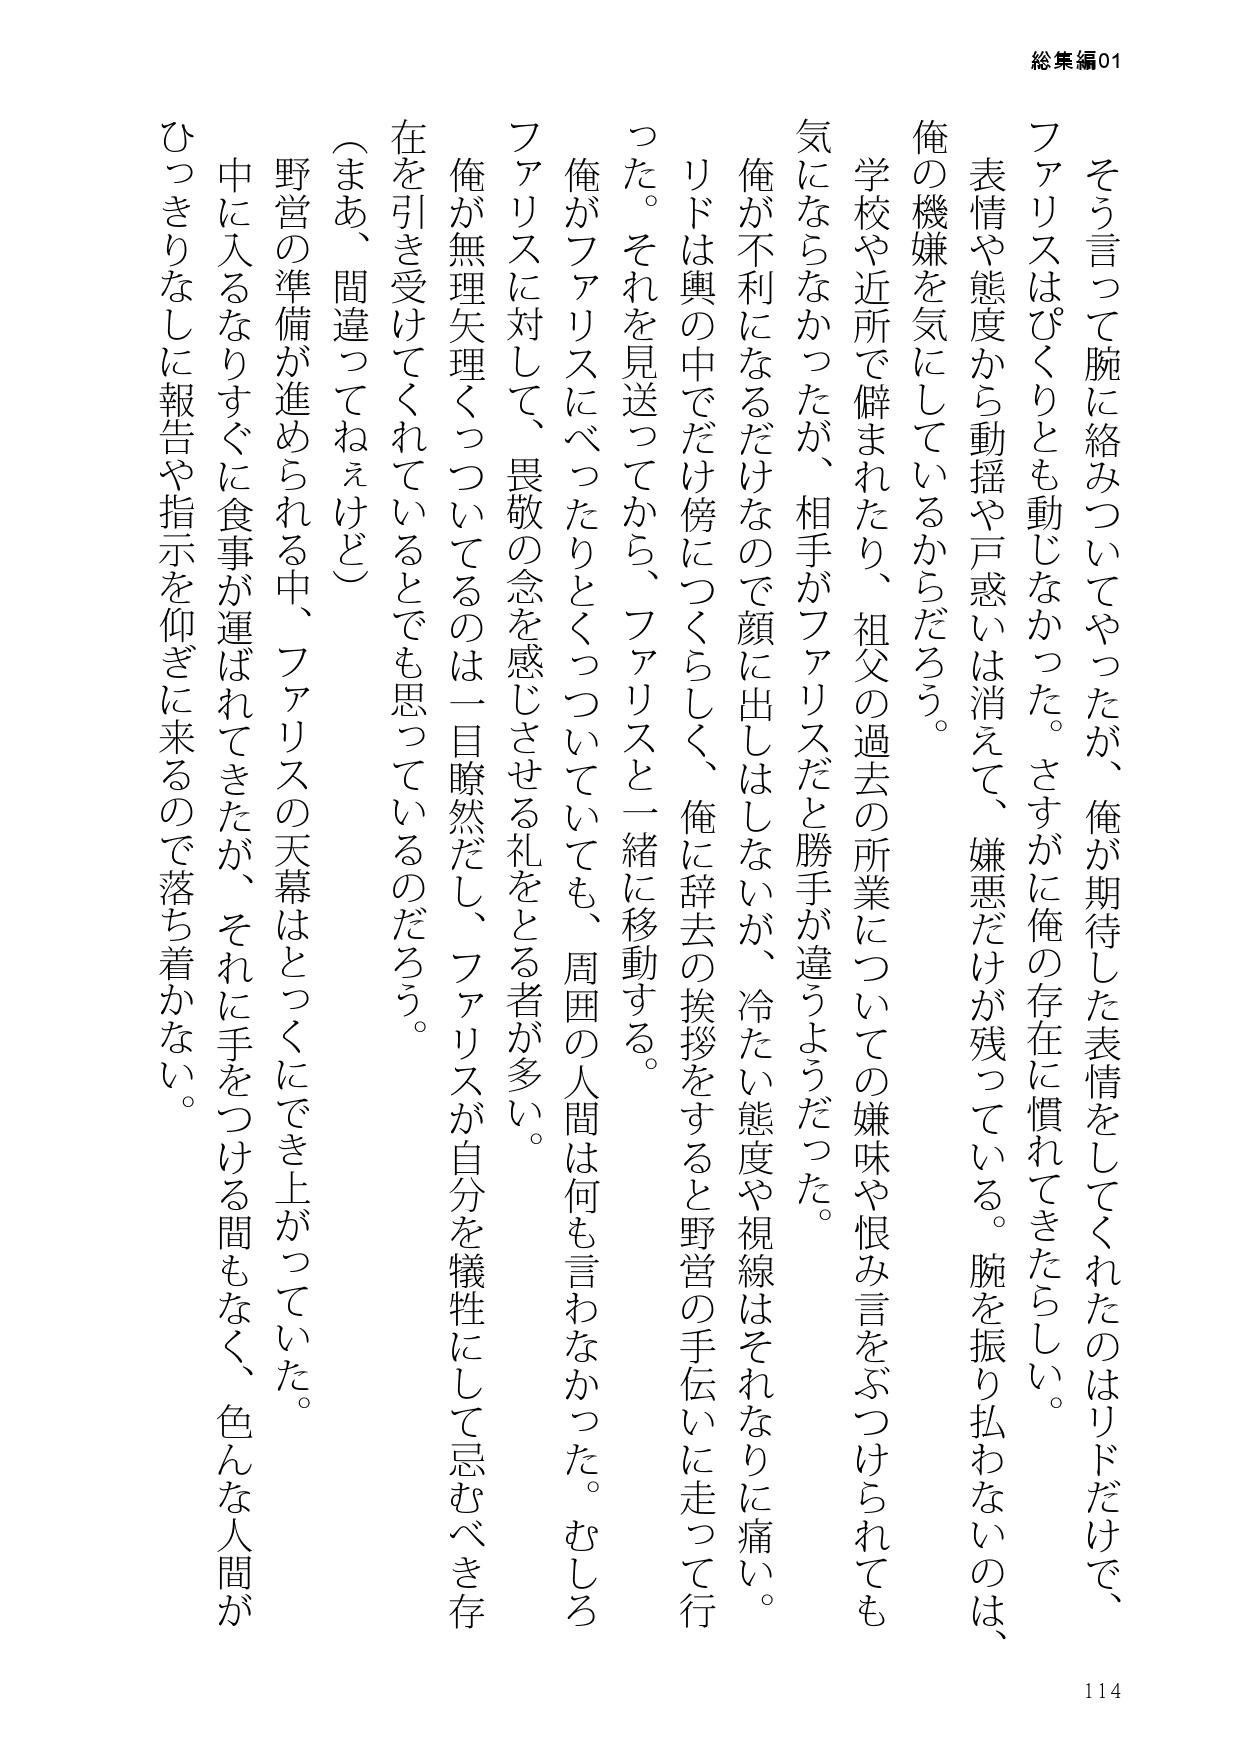 総集編01
そう言って腕に絡みついてやったが、俺が期待した表情をしてくれたのはリドだけで、
ファリスはぴくりとも動じなかった。さすがに俺の存在に慣れてきたらしい。
表情や態度から動揺や戸惑いは消えて、嫌悪だけが残っている。腕を振り払わないのは、
俺の機嫌を気にしているからだろう。
学校や近所で僻まれたり、祖父の過去の所業についての嫌味や恨み言をぶつけられても
気にならなかったが、相手がファリスだと勝手が違うようだった。
俺が不利になるだけなので顔に出しはしないが、冷たい態度や視線はそれなりに痛い。
リドは輿の中でだけ傍につくらしく、俺に辞去の挨拶をすると野営の手伝いに走って行
った。それを見送ってから、ファリスと一緒に移動する。
俺がファリスにべったりとくっついていても、周囲の人間は何も言わなかった。むしろ
ファリスに対して、畏敬の念を感じさせる礼をとる者が多い。
俺が無理矢理くっついてるのは一目瞭然だし、ファリスが自分を犠牲にして忌むべき存
在を引き受けてくれているとでも思っているのだろう。
（まあ、間違ってねぇけど）
野営の準備が進められる中、ファリスの天幕はとっくにでき上がっていた。
中に入るなりすぐに食事が運ばれてきたが、それに手をつける間もなく、色んな人間が
ひっきりなしに報告や指示を仰ぎに来るので落ち着かない。
114